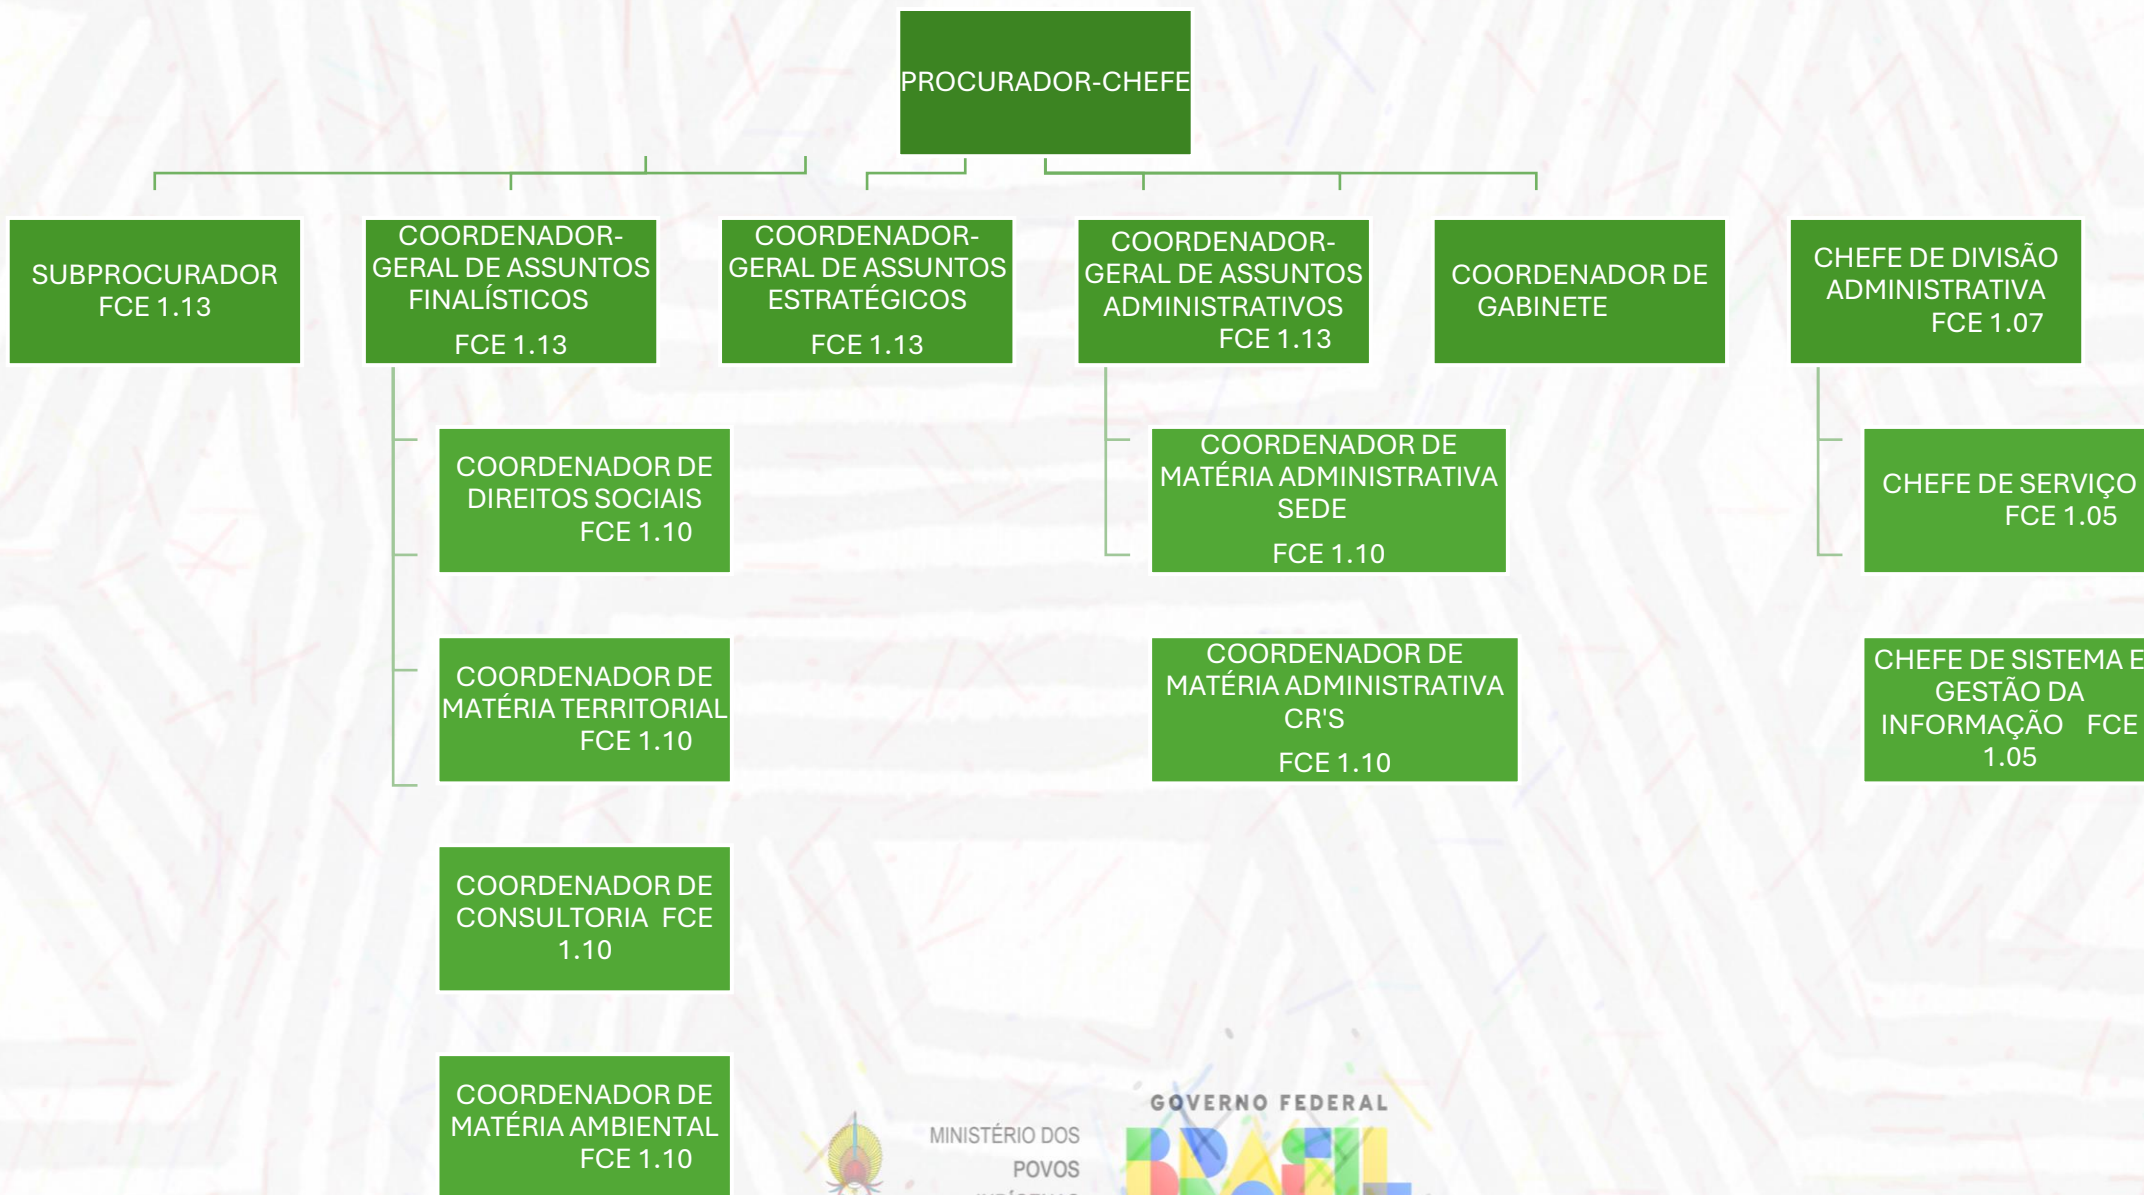 PROCURADOR-CHEFE
SUBPROCURADOR
FCE 1.13
COORDENADOR-
GERAL DE ASSUNTOS
FINALÍSTICOS
FCE 1.13
COORDENADOR-
GERAL DE ASSUNTOS
ESTRATÉGICOS
FCE 1.13
COORDENADOR-
GERAL DE ASSUNTOS
ADMINISTRATIVOS
FCE 1.13
COORDENADOR DE
GABINETE
CHEFE DE DIVISÃO
ADMINISTRATIVA
FCE 1.07
COORDENADOR DE
DIREITOS SOCIAIS
FCE 1.10
COORDENADOR DE
MATÉRIA ADMINISTRATIVA
SEDE
FCE 1.10
CHEFE DE SERVIÇO
FCE 1.05
COORDENADOR DE
MATÉRIA TERRITORIAL
FCE 1.10
COORDENADOR DE
MATÉRIA ADMINISTRATIVA
CR'S
FCE 1.10
CHEFE DE SISTEMA E
GESTÃO DA
INFORMAÇÃO FCE
1.05
COORDENADOR DE
CONSULTORIA FCE
1.10
COORDENADOR DE
MATÉRIA AMBIENTAL
FCE 1.10
MINISTÉRIO DOS
POVOS
GOVERNO FEDERAL
BRASIL